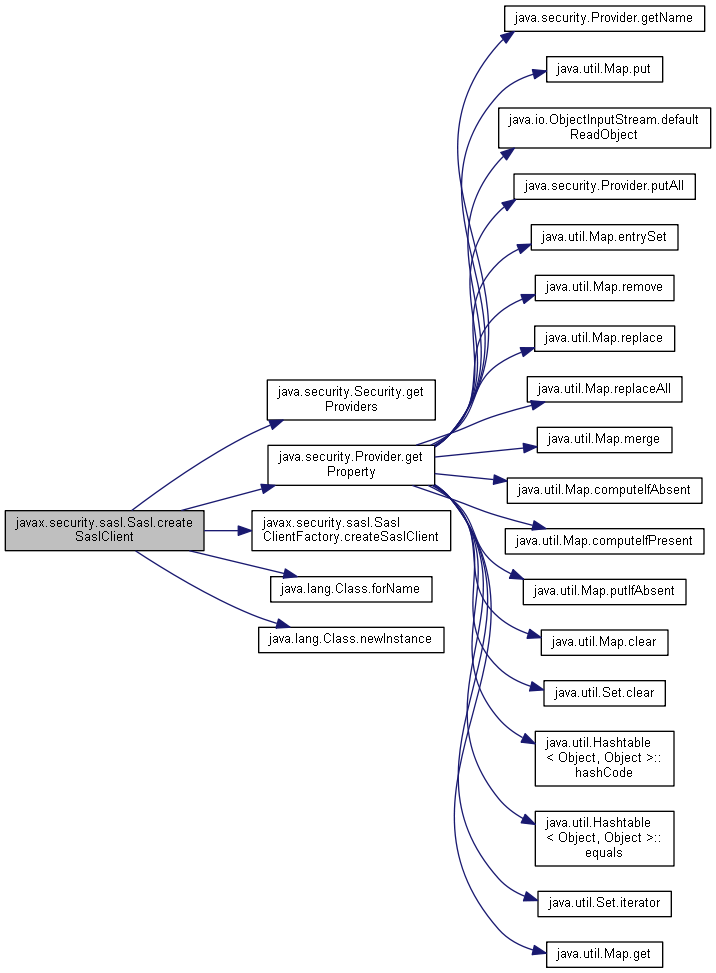 java.security.Provider.getName
java.util.Map.put
java.io.ObjectInputStream.default
ReadObject
java.security.Provider.putAll
java.util.Map.entrySet
java.util.Map.remove
java.util.Map.replace
java.util.Map.replaceAll
java.util.Map.merge
java.util.Map.computeIfAbsent
java.util.Map.computeIfPresent
java.util.Map.putIfAbsent
java.util.Map.clear
java.util.Set.clear
java.util.Hashtable
< Object, Object >::
hashCode
java.util.Hashtable
< Object, Object >::
equals
java.util.Set.iterator
java.util.Map.get
java.security.Security.get
Providers
java.security.Provider.get
Property
javax.security.sasl.Sasl
ClientFactory.createSaslClient
java.lang.Class.forName
java.lang.Class.newInstance
javax.security.sasl.Sasl.create
SaslClient